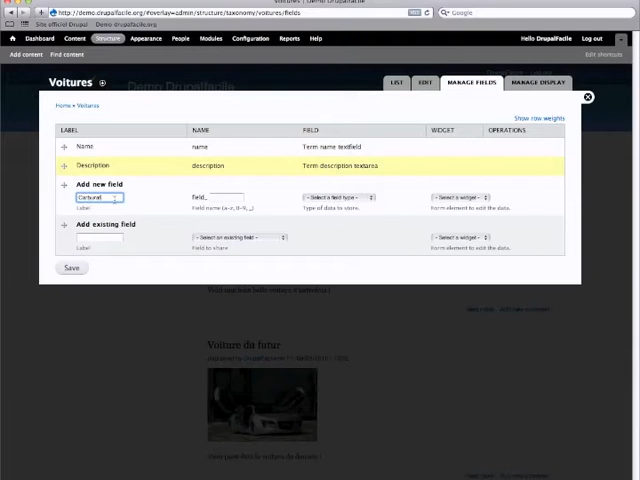 http://demo.drupalfacile.org/#overlay=admin/structure/taxonomy/voitures/fields
Google
Site officiel Drupal Demo drupalfacile.org
Dashboard Content Structure Appearance People Modules Configuration Reports Help Hello DrupalFacile Log out
Add content Find content Edit shortcuts
Voitures LIST EDIT MANAGE FIELDS MANAGE DISPLAY
Home » Voitures
Show row weights
LABEL NAME FIELD WIDGET OPERATIONS
Name name Term name textfield
Description description Term description textarea
Add new field
Carburat field_ - Select a field type - - Select a widget -
Label Field name (a-z, 0-9, _) Type of data to store. Form element to edit the data.
Add existing field
- Select an existing field - - Select a widget -
Label Field to share Form element to edit the data.
Save
Voiture du futur